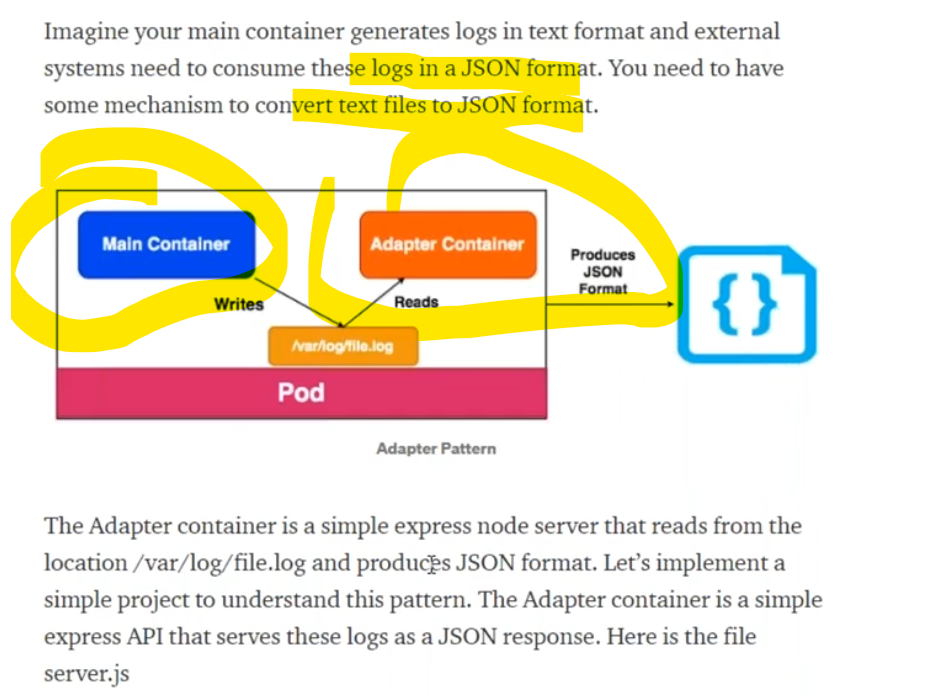 Imagine your main container generates logs in text format and external
systems need to consume these logs in a JSON format. You need to have
some mechanism to convert text files to JSON format.
Main Container
Adapter Container
Produces
JSON
Format
Writes
Reads
/var/log/file.log
{}
Pod
Adapter Pattern
The Adapter container is a simple express node server that reads from the
location /var/log/file.log and produces JSON format. Let’s implement a
simple project to understand this pattern. The Adapter container is a simple
express API that serves these logs as a JSON response. Here is the file
server.js